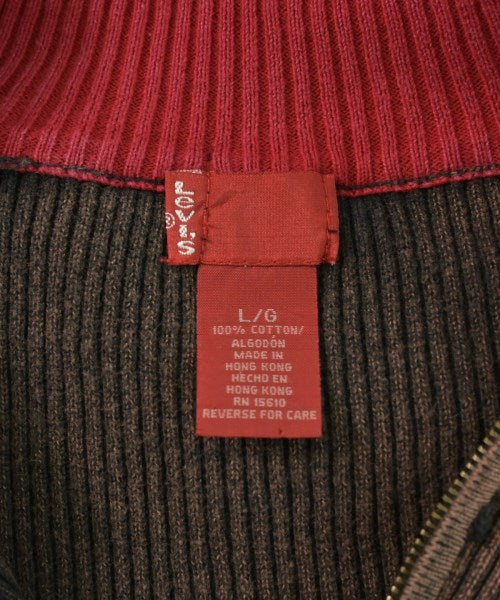 LEVI'S
®
L/G
100% COTTON/
ALGODÓN
MADE IN
HONG KONG
HECHO EN
HONG KONG
RN 15610
REVERSE FOR CARE